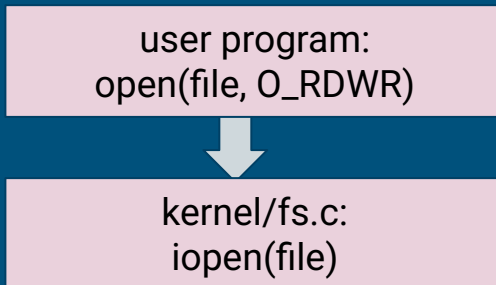 user program:
open(file, O_RDWR)
kernel/fs.c:
iopen(file)